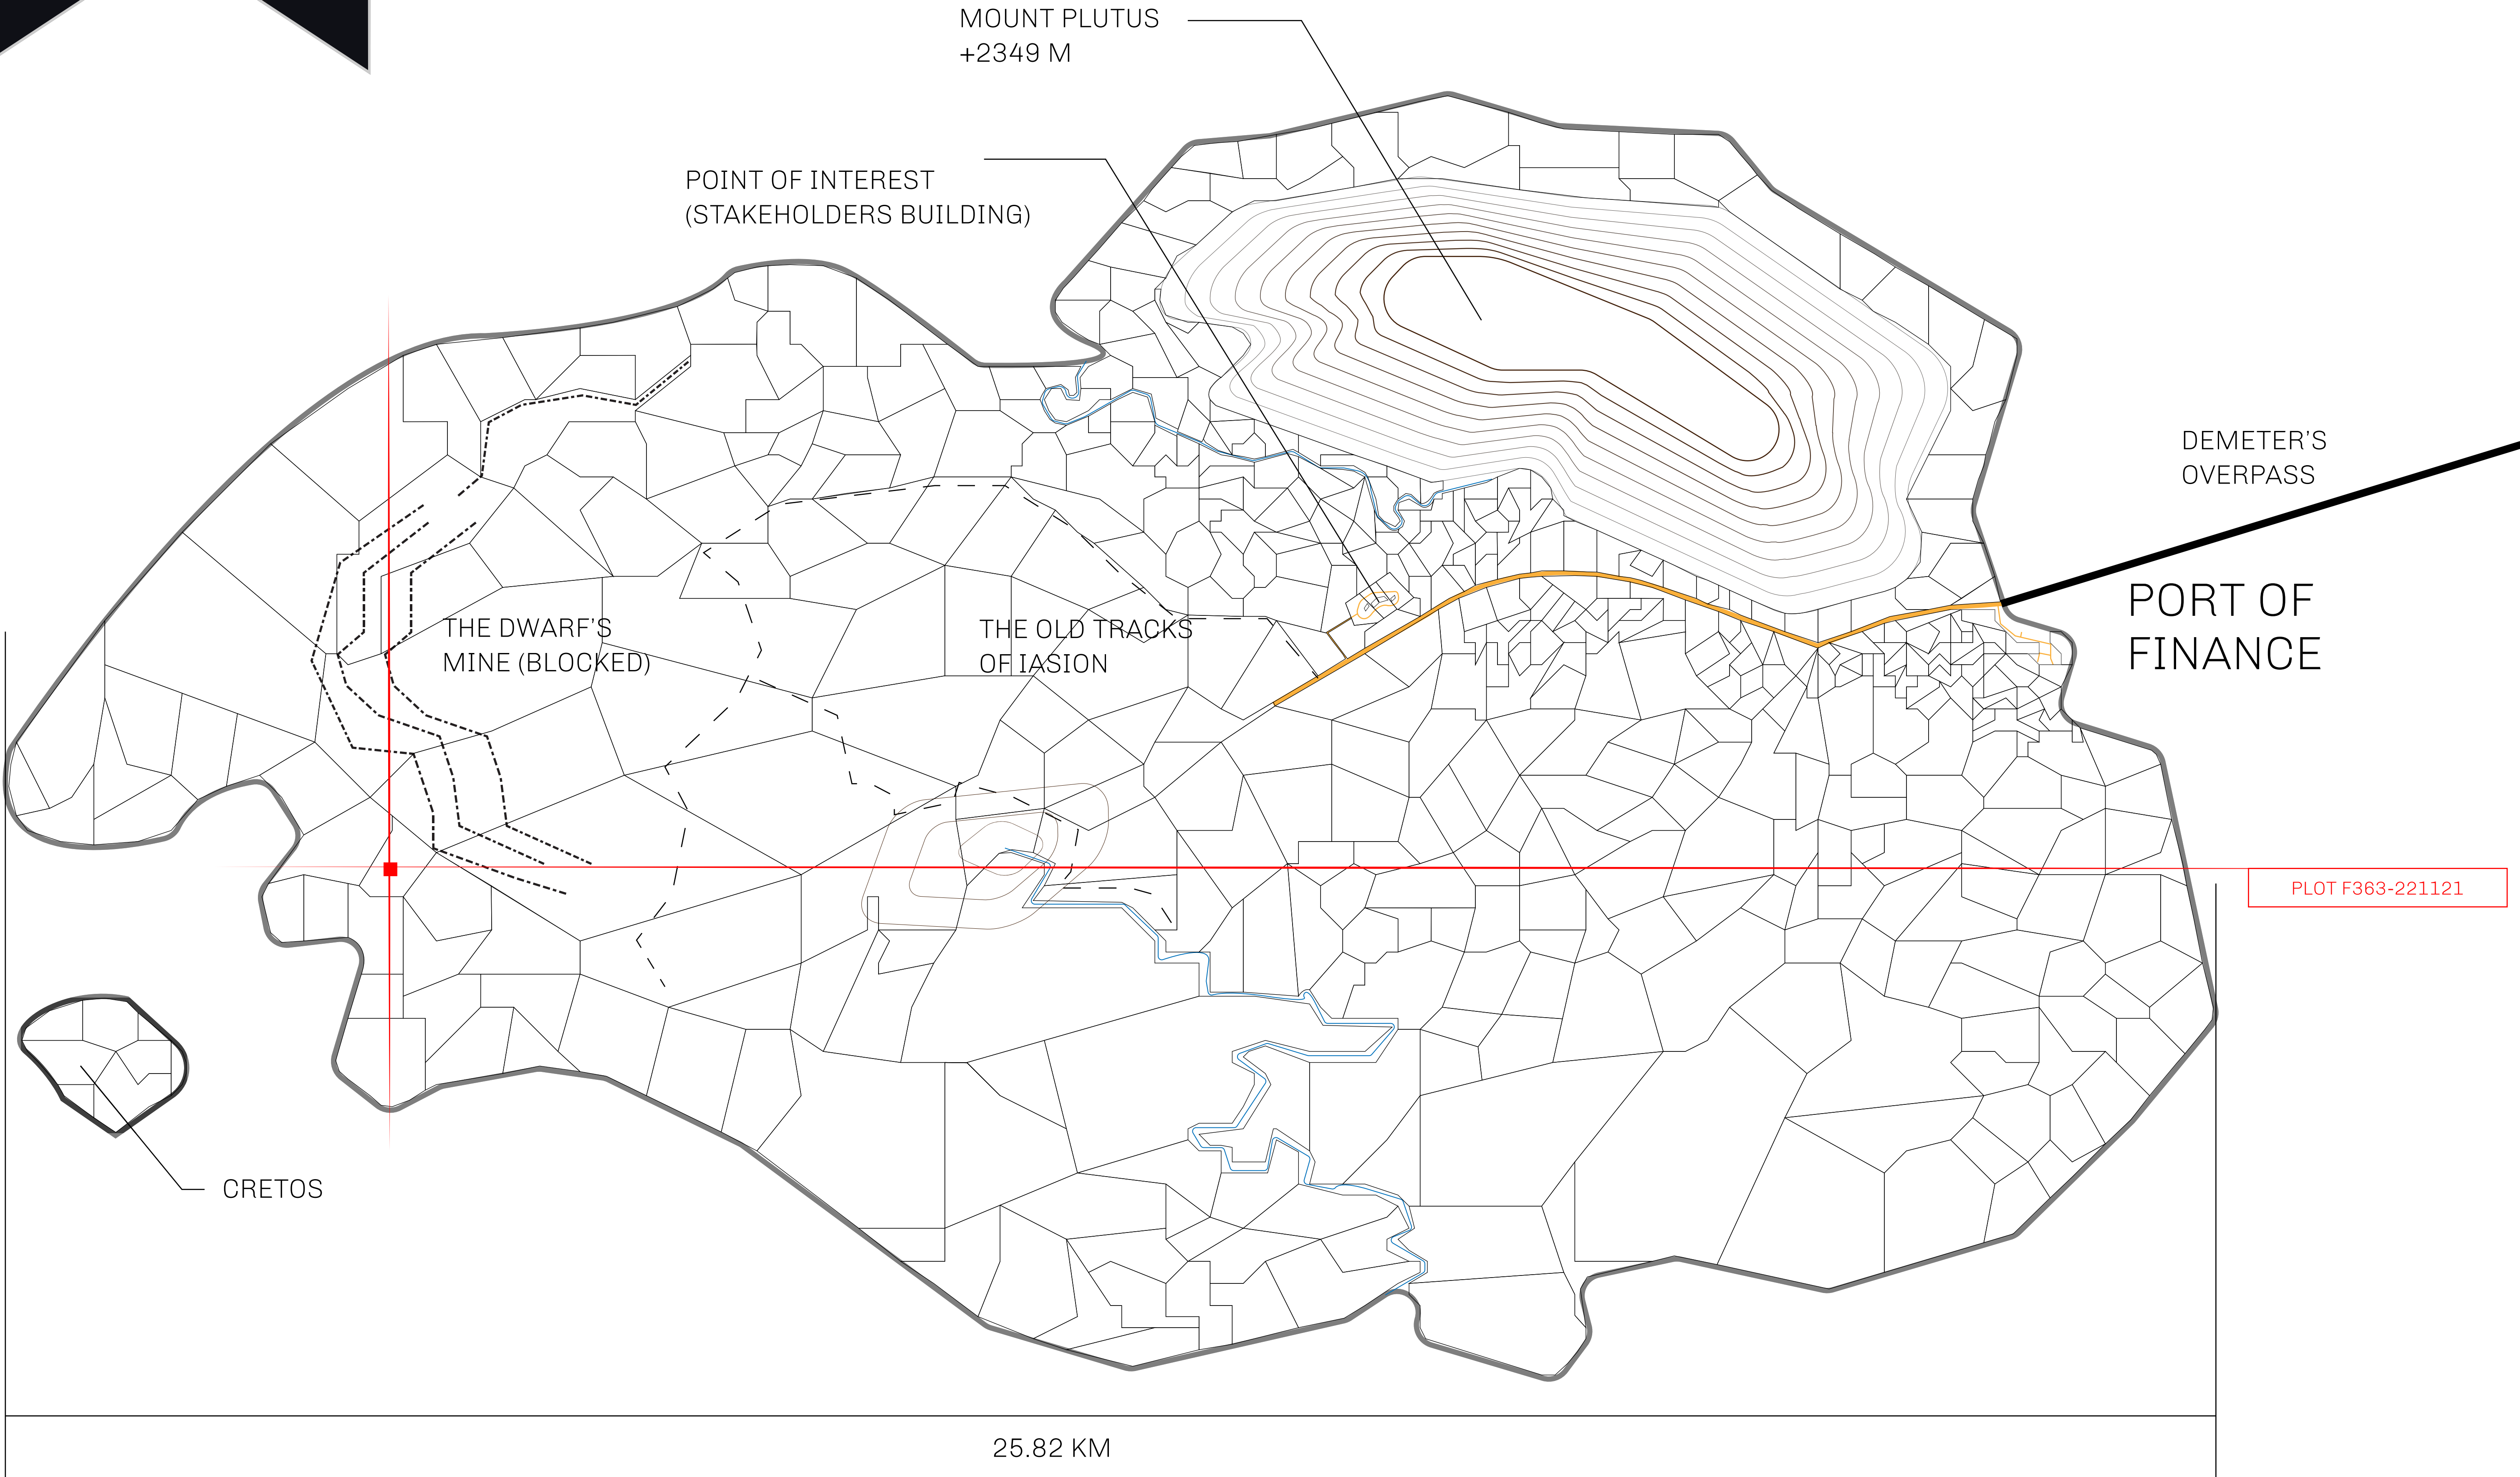 MOUNT PLUTUS
+2349 M
POINT OF INTEREST
(STAKEHOLDERS BUILDING)
DEMETER'S
OVERPASS
PORT OF
FINANCE
THE DWARF'S
MINE (BLOCKED)
THE OLD TRACKS
OF IASION
PLOT F363-221121
CRETOS
25.82 KM